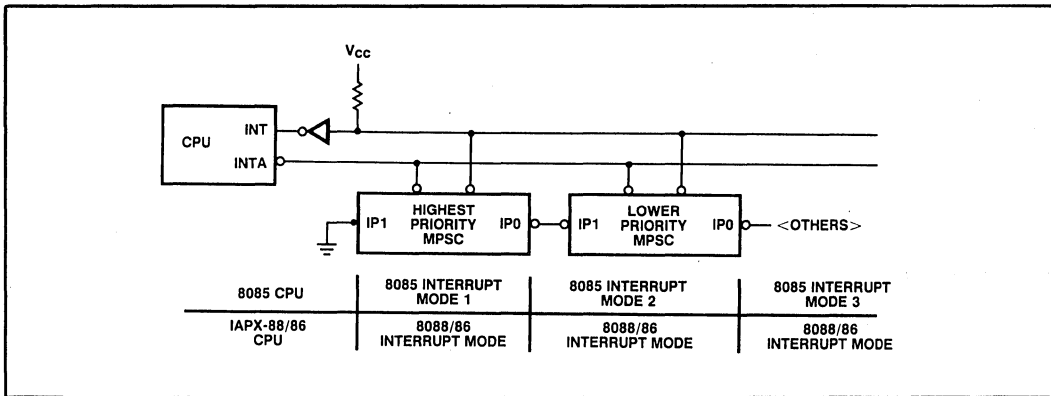 VCC
CPU
INT
INTA
IP1
HIGHEST
PRIORITY
MPSC
IP0
IP1
LOWER
PRIORITY
MPSC
IP0
<OTHERS>
8085 CPU
8085 INTERRUPT
MODE 1
8085 INTERRUPT
MODE 2
8085 INTERRUPT
MODE 3
IAPX-88/86
CPU
8088/86
INTERRUPT MODE
8088/86
INTERRUPT MODE
8088/86
INTERRUPT MODE